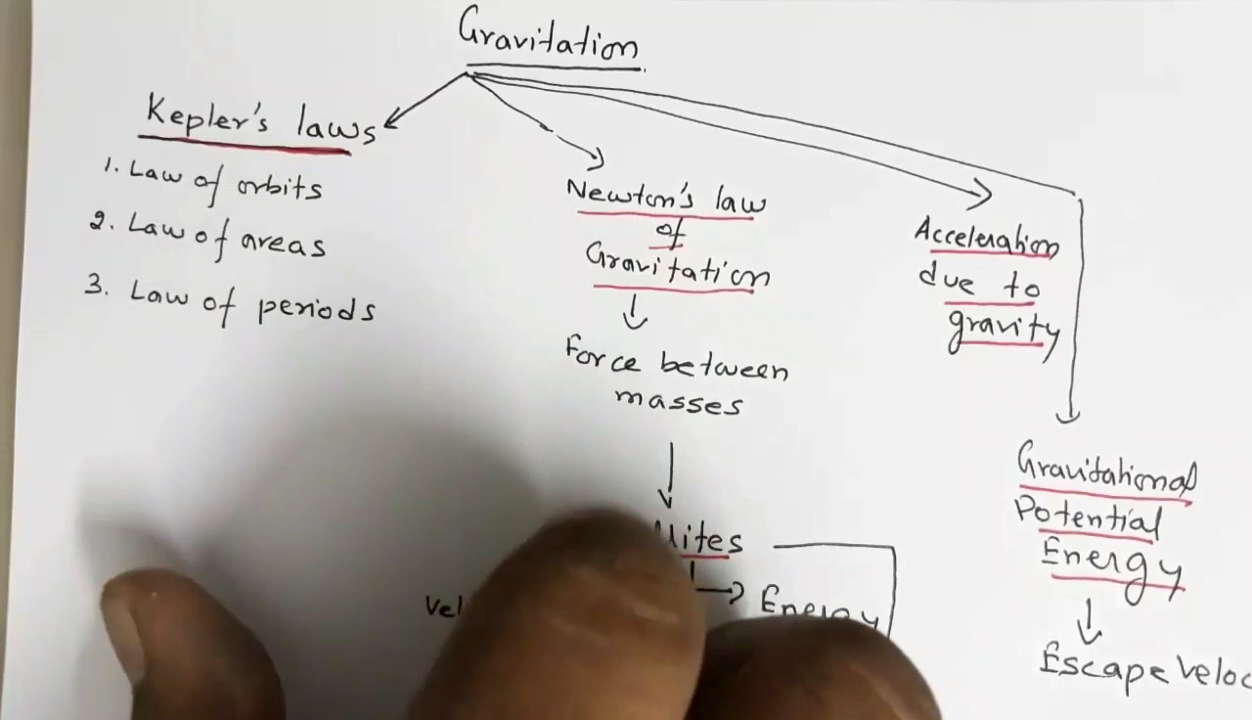 Gravitation
Kepler's laws
1. Law of orbits
2. Law of areas
3. Law of periods
Newton's law
of
Gravitation
Force between
masses
Energy
Acceleration
due to
gravity
Gravitational
Potential
Energy
Escape